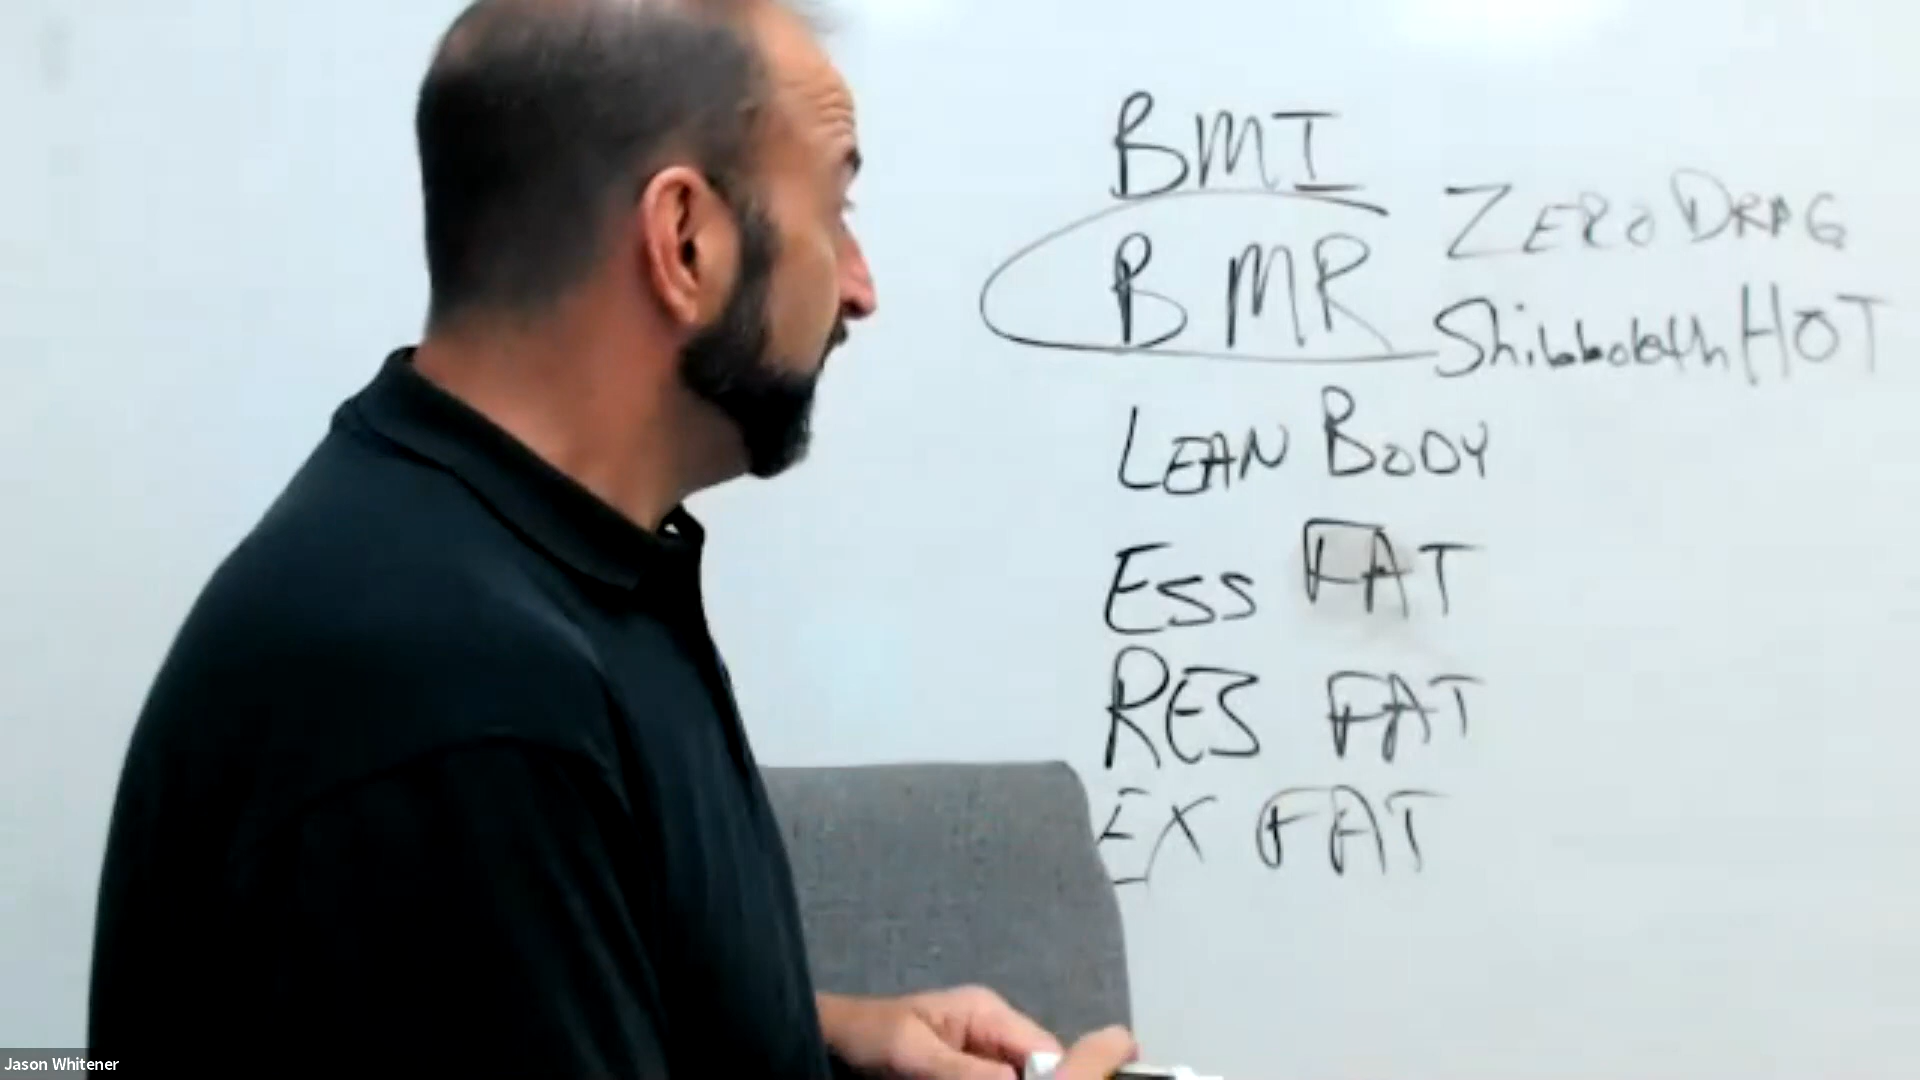 BMI
ZERO DRAG
BMR
Shibboleth HOT
LEAN BODY
ESS FAT
RES FAT
EX FAT
Jason Whitener